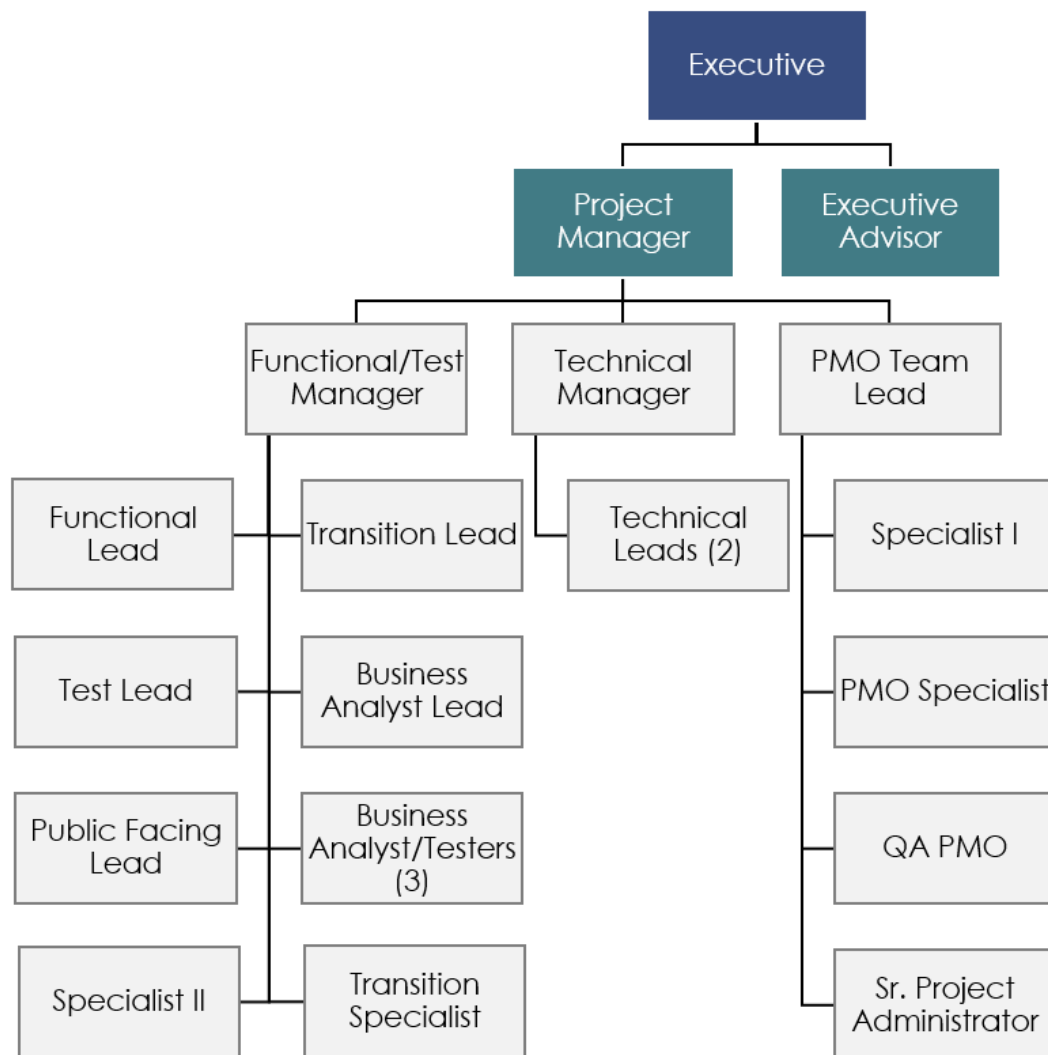 Executive
Project
Manager
Executive
Advisor
Functional/Test
Manager
Technical
Manager
PMO Team
Lead
Functional
Lead
Transition Lead
Technical
Leads (2)
Specialist I
Test Lead
Business
Analyst Lead
PMO Specialist
Public Facing
Lead
Business
Analyst/Testers
(3)
QA PMO
Specialist II
Transition
Specialist
Sr. Project
Administrator